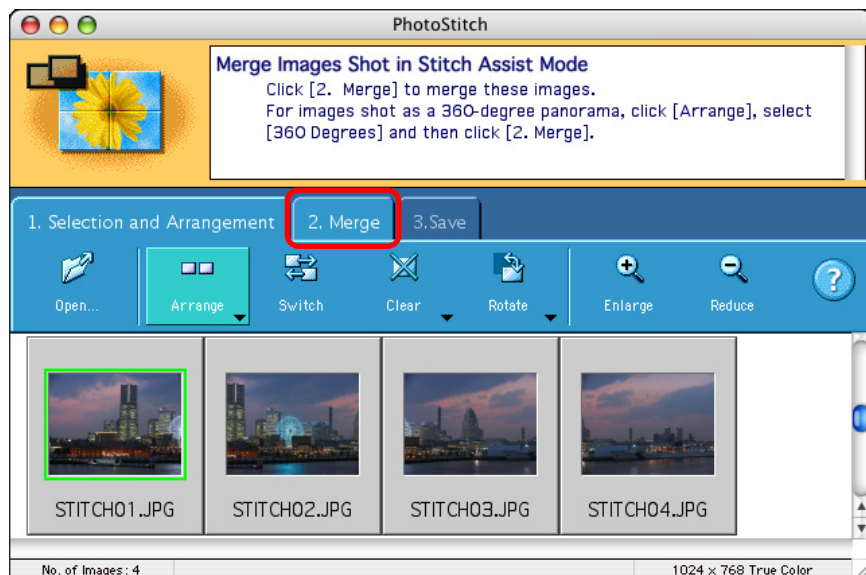 PhotoStitch
Merge Images Shot in Stitch Assist Mode
Click [2. Merge] to merge these images.
For images shot as a 360-degree panorama, click [Arrange], select
[360 Degrees] and then click [2. Merge].
1. Selection and Arrangement 2. Merge 3.Save
Open... Arrange Switch Clear Rotate Enlarge Reduce ?
STITCH01.JPG STITCH02.JPG STITCH03.JPG STITCH04.JPG
No. of Images: 4 1024 x 768 True Color